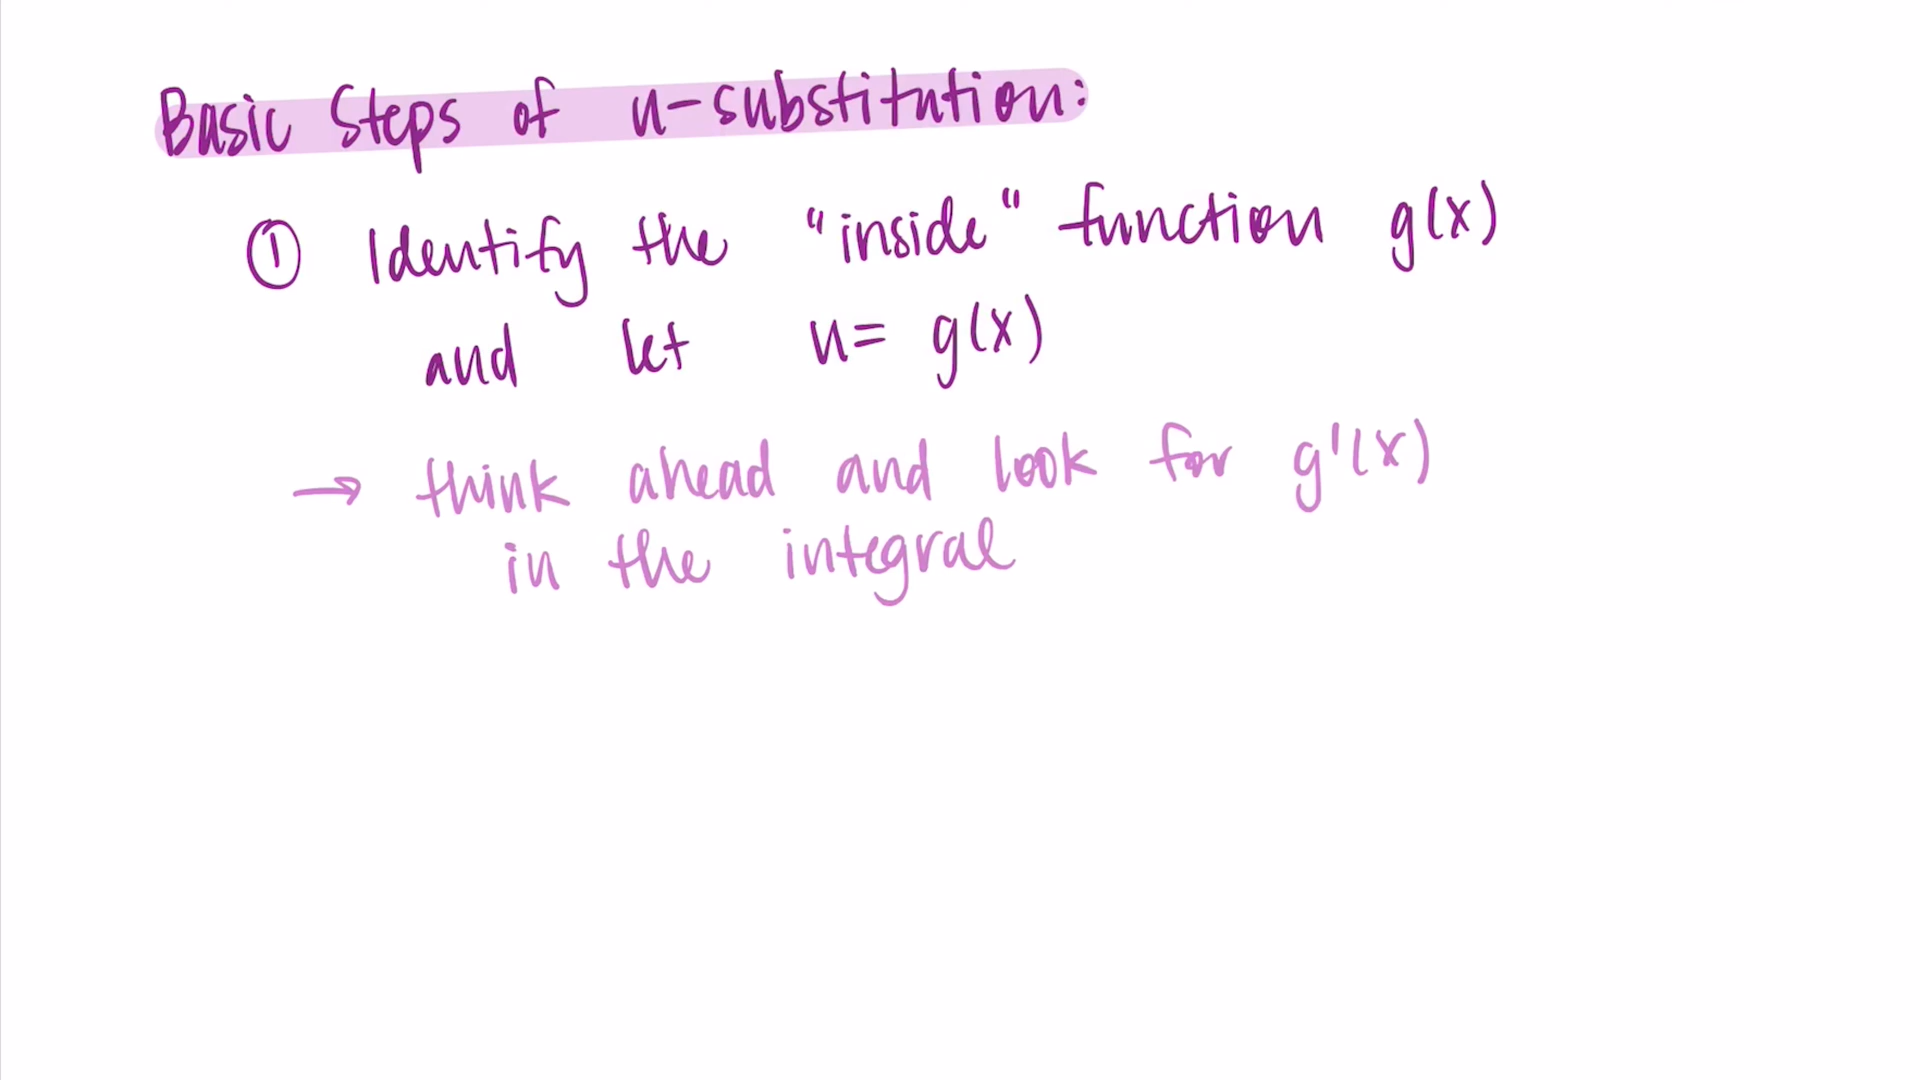 Basic Steps of u-substitution:
① Identify the "inside" function g(x)
and let u= g(x)
→ think ahead and look for g'(x)
in the integral